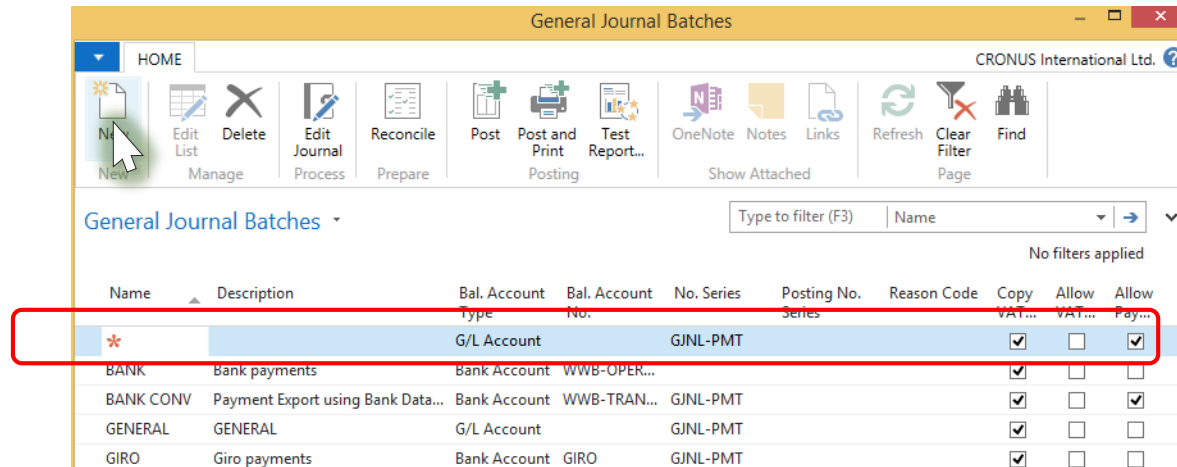 General Journal Batches
HOME
CRONUS International Ltd.
New
Edit List
Delete
Edit Journal
Reconcile
Post
Post and Print
Test Report...
OneNote
Notes
Links
Refresh
Clear Filter
Find
New
Manage
Process
Prepare
Posting
Show Attached
Page
General Journal Batches
Type to filter (F3)
Name
No filters applied
Name Description Bal. Account Type Bal. Account No. No. Series Posting No. Series Reason Code Copy VAT... Allow VAT... Allow Pay...
G/L Account GJNL-PMT
BANK Bank payments Bank Account WWB-OPER...
BANK CONV Payment Export using Bank Data... Bank Account WWB-TRAN... GJNL-PMT
GENERAL GENERAL G/L Account GJNL-PMT
GIRO Giro payments Bank Account GIRO GJNL-PMT